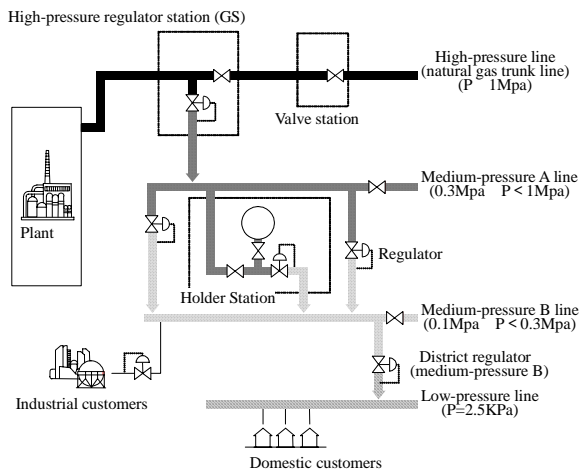 High-pressure regulator station (GS)
High-pressure line
(natural gas trunk line)
(P 1Mpa)
Valve station
Medium-pressure A line
(0.3Mpa P < 1Mpa)
Plant
Regulator
Holder Station
Medium-pressure B line
(0.1Mpa P < 0.3Mpa)
District regulator
(medium-pressure B)
Industrial customers
Low-pressure line
(P=2.5KPa)
Domestic customers